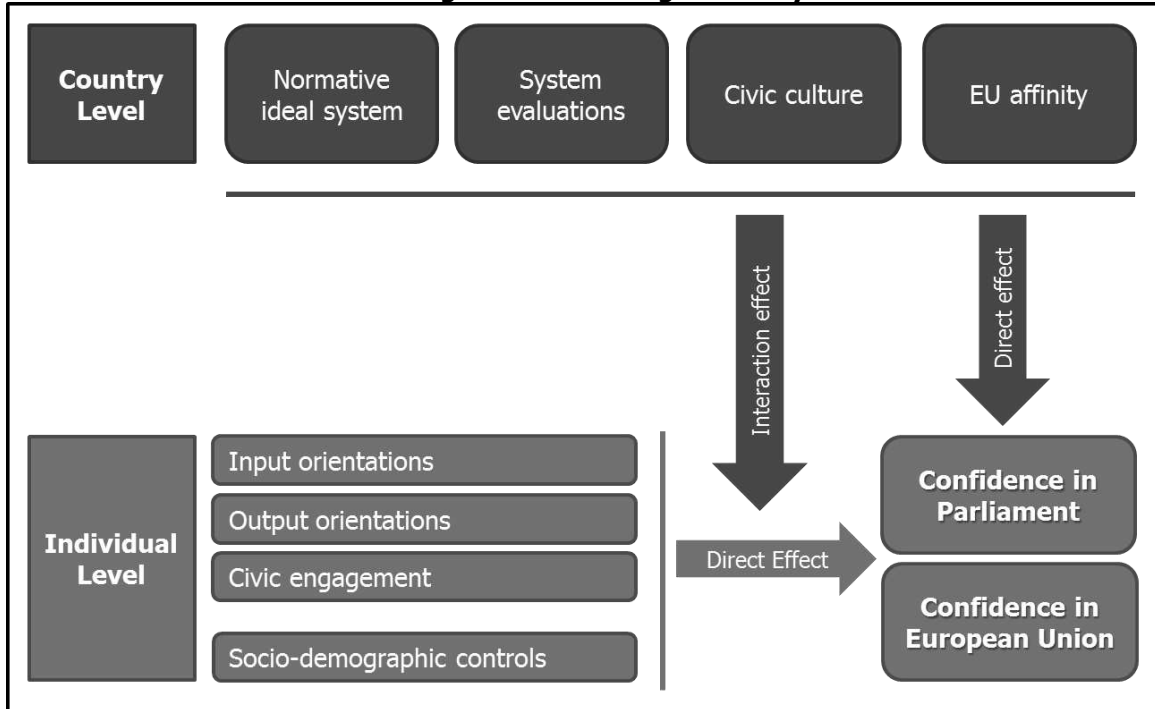 Country
Level
Normative
ideal system
System
evaluations
Civic culture
EU affinity
Interaction effect
Direct effect
Individual
Level
Input orientations
Output orientations
Civic engagement
Socio-demographic controls
Direct Effect
Confidence in
Parliament
Confidence in
European Union